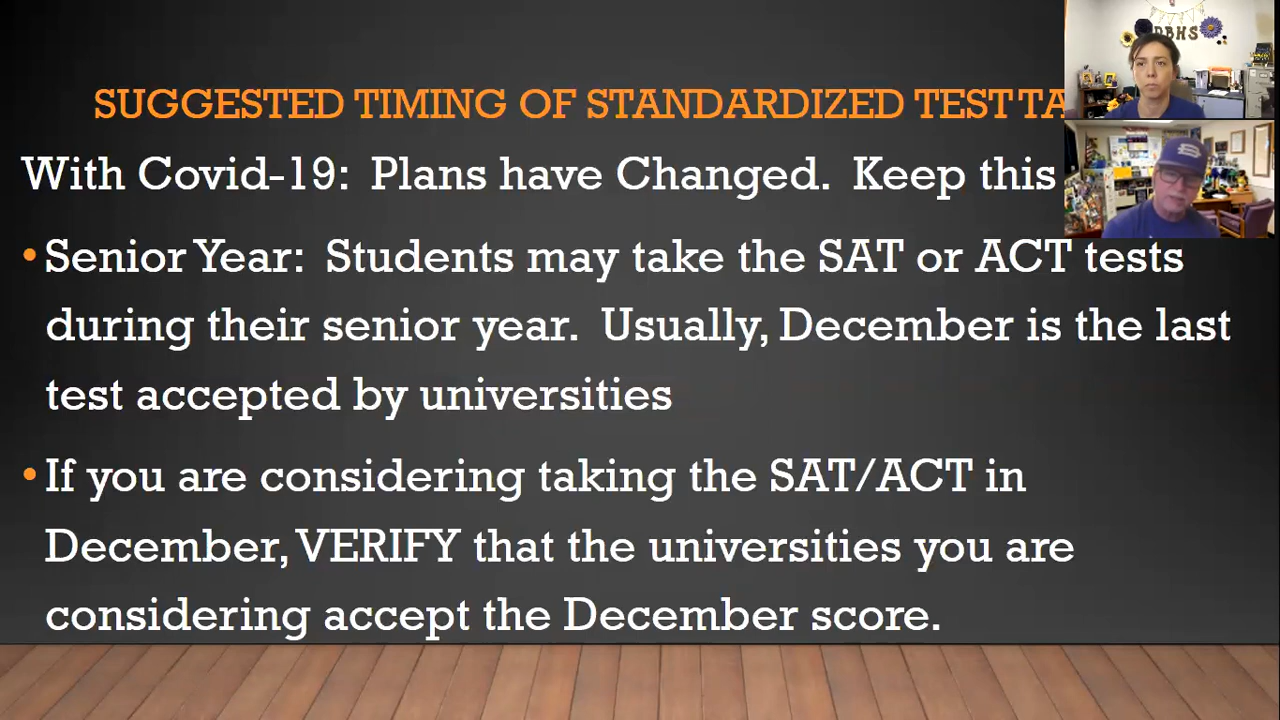 SUGGESTED TIMING OF STANDARDIZED TEST
With Covid-19: Plans have Changed. Keep this
• Senior Year: Students may take the SAT or ACT tests
during their senior year. Usually, December is the last
test accepted by universities
• If you are considering taking the SAT/ACT in
December, VERIFY that the universities you are
considering accept the December score.
BHS
B